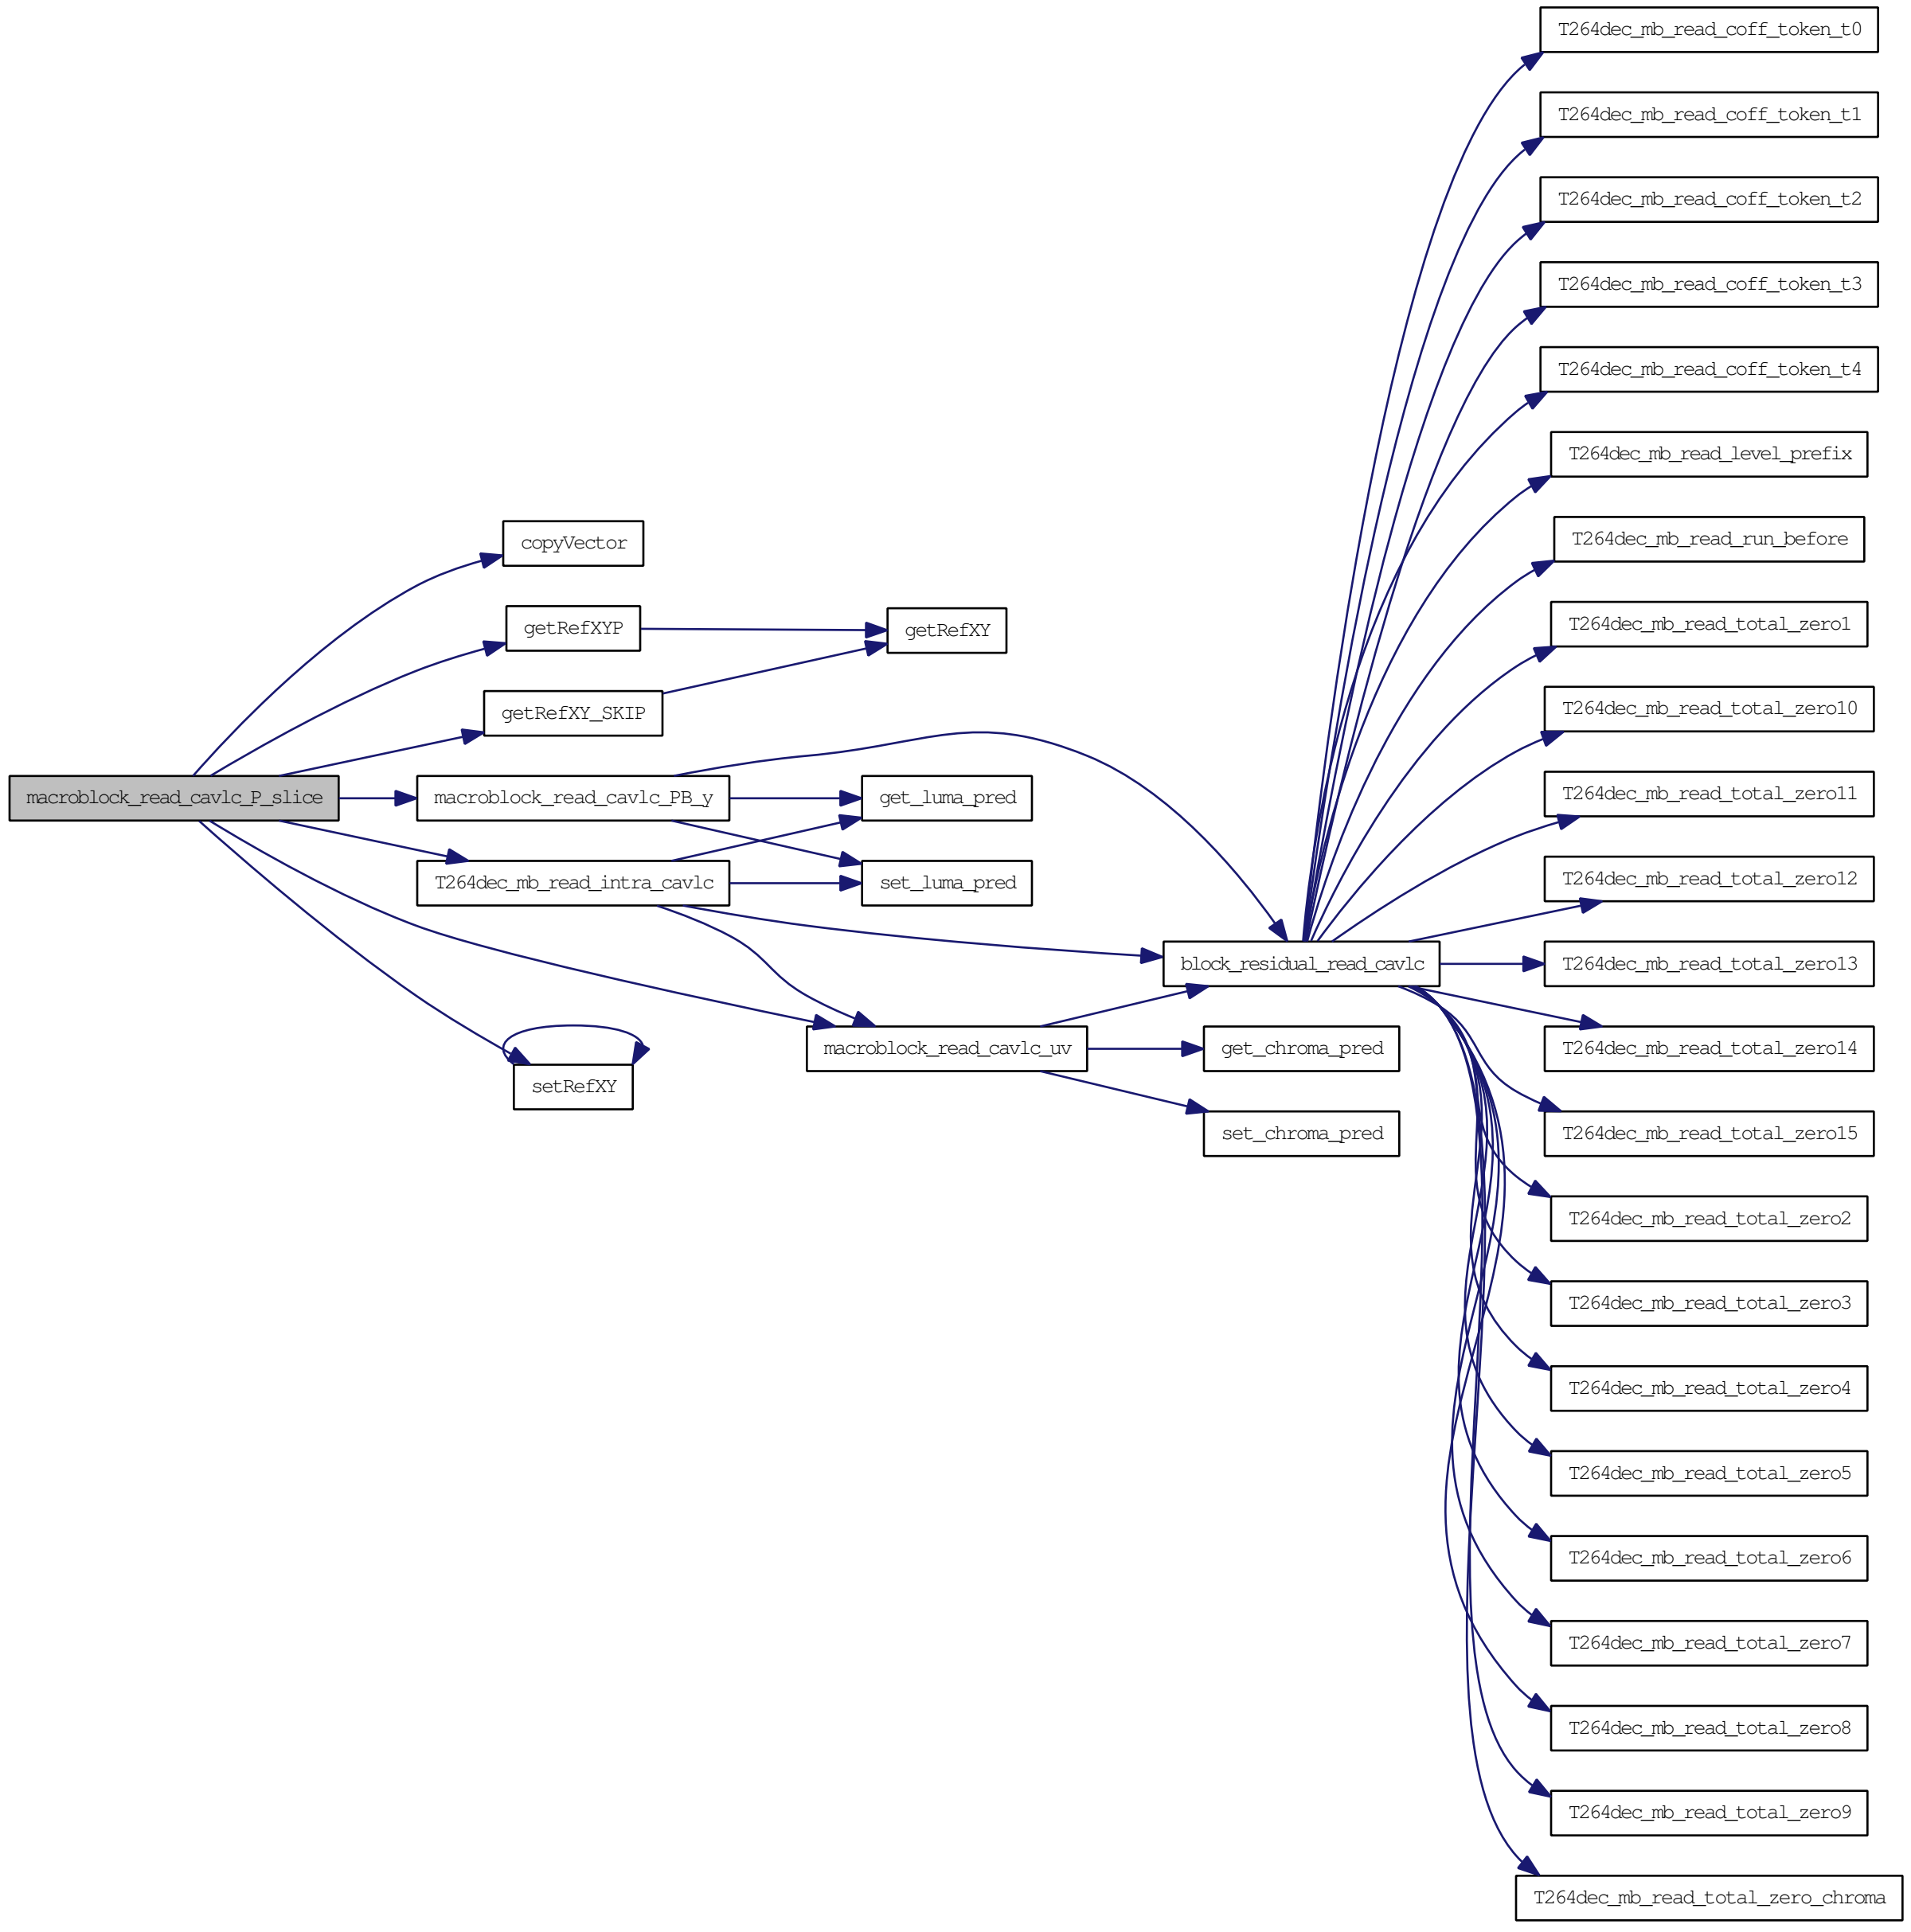 macroblock_read_cavlc_P_slice
copyVector
getRefXYP
getRefXY_SKIP
macroblock_read_cavlc_PB_y
T264dec_mb_read_intra_cavlc
setRefXY
getRefXY
get_luma_pred
set_luma_pred
macroblock_read_cavlc_uv
block_residual_read_cavlc
get_chroma_pred
set_chroma_pred
T264dec_mb_read_coff_token_t0
T264dec_mb_read_coff_token_t1
T264dec_mb_read_coff_token_t2
T264dec_mb_read_coff_token_t3
T264dec_mb_read_coff_token_t4
T264dec_mb_read_level_prefix
T264dec_mb_read_run_before
T264dec_mb_read_total_zero1
T264dec_mb_read_total_zero10
T264dec_mb_read_total_zero11
T264dec_mb_read_total_zero12
T264dec_mb_read_total_zero13
T264dec_mb_read_total_zero14
T264dec_mb_read_total_zero15
T264dec_mb_read_total_zero2
T264dec_mb_read_total_zero3
T264dec_mb_read_total_zero4
T264dec_mb_read_total_zero5
T264dec_mb_read_total_zero6
T264dec_mb_read_total_zero7
T264dec_mb_read_total_zero8
T264dec_mb_read_total_zero9
T264dec_mb_read_total_zero_chroma